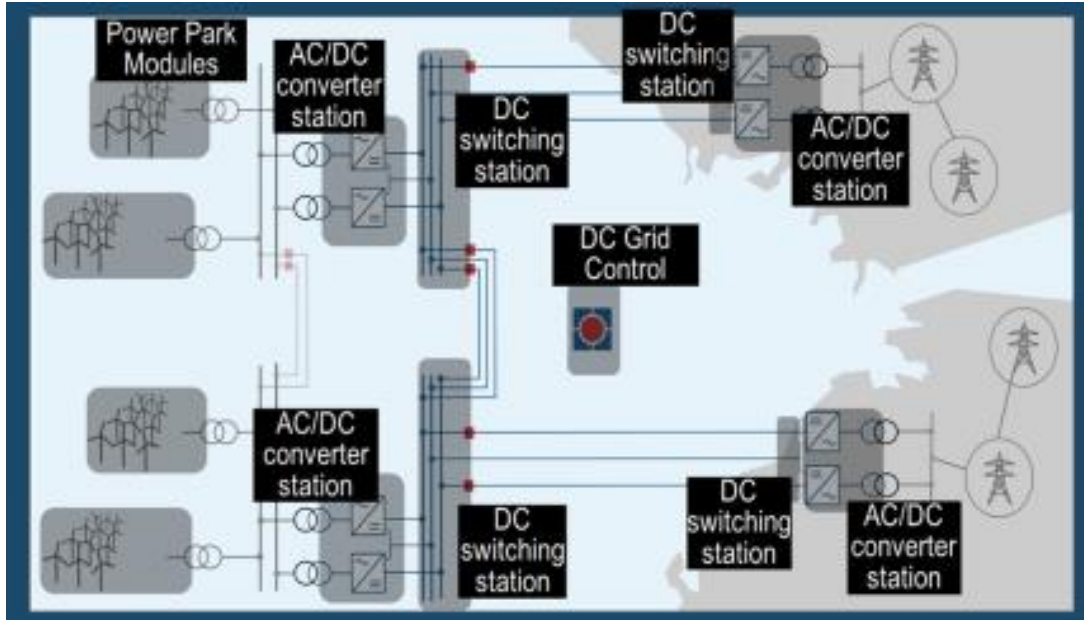 Power Park
Modules
AC/DC
converter
station
DC
switching
station
DC
switching
station
AC/DC
converter
station
DC Grid
Control
AC/DC
converter
station
DC
switching
station
DC
switching
station
AC/DC
converter
station